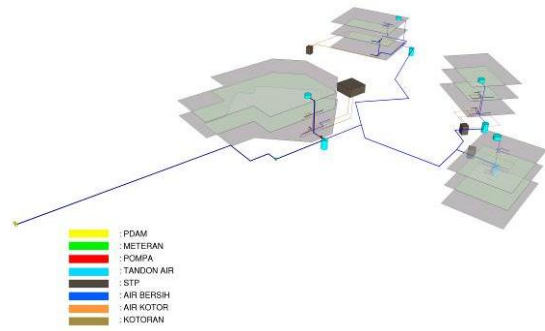 : PDAM
: METERAN
: POMPA
: TANDON AIR
: STP
: AIR BERSIH
: AIR KOTOR
: KOTORAN